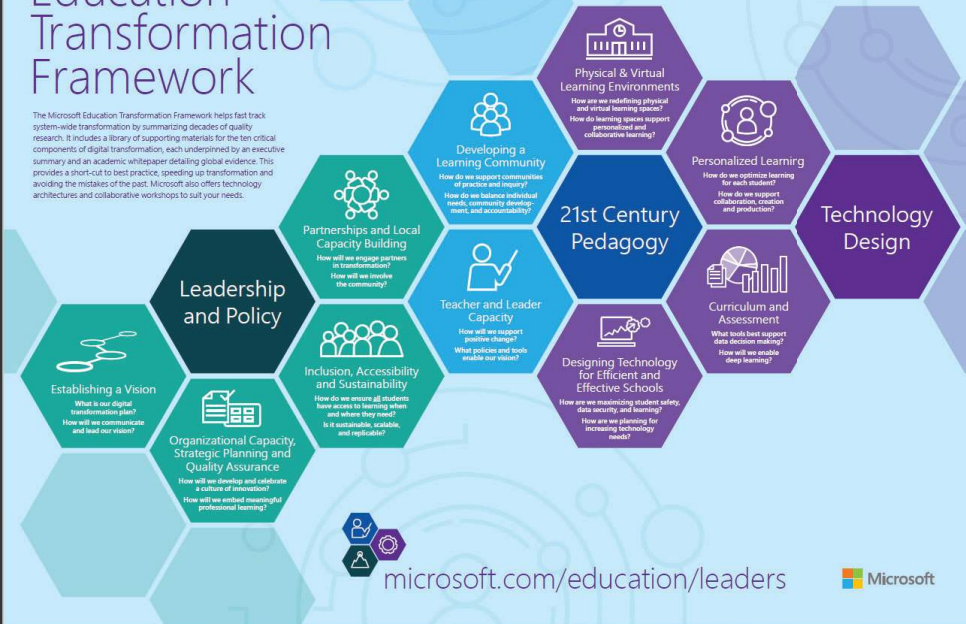 Education
Transformation
Framework
The Microsoft Education Transformation Framework helps fast track
system-wide transformation by summarizing decades of quality
research. It includes a library of supporting materials for the ten critical
components of digital transformation, each underpinned by an executive
summary and an academic whitepaper detailing global evidence. This
provides a short-cut to best practice, speeding up transformation and
avoiding the mistakes of the past. Microsoft also offers technology
architectures and collaborative workshops to suit your needs.
Establishing a Vision
What is our digital
transformation plan?
How will we communicate
and lead our vision?
Leadership
and Policy
Organizational Capacity,
Strategic Planning and
Quality Assurance
How will we develop and celebrate
a culture of innovation?
How will we embed meaningful
professional learning?
Partnerships and Local
Capacity Building
How will we engage partners
in transformation?
How will we involve
the community?
Inclusion, Accessibility
and Sustainability
How do we ensure all students
have access to learning when
and where they need?
Is it sustainable, scalable,
and replicable?
Developing a
Learning Community
How do we support communities
of practice and inquiry?
How do we balance individual
needs, community develop-
ment, and accountability?
Teacher and Leader
Capacity
How will we support
positive change?
What policies and tools
enable our vision?
Physical & Virtual
Learning Environments
How are we redefining physical
and virtual learning spaces?
How do learning spaces support
personalized and
collaborative learning?
21st Century
Pedagogy
Designing Technology
for Efficient and
Effective Schools
How are we maximizing student safety,
data security, and learning?
How are we planning for
increasing technology
needs?
Personalized Learning
How do we optimize learning
for each student?
How do we support
collaboration, creation
and production?
Curriculum and
Assessment
What tools best support
data decision making?
How will we enable
deep learning?
Technology
Design
microsoft.com/education/leaders
Microsoft